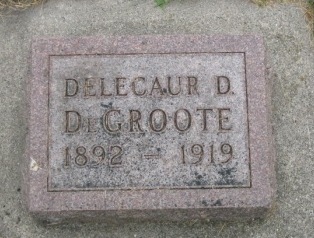 DELECAUR D.
DeGROOTE
1892 – 1919